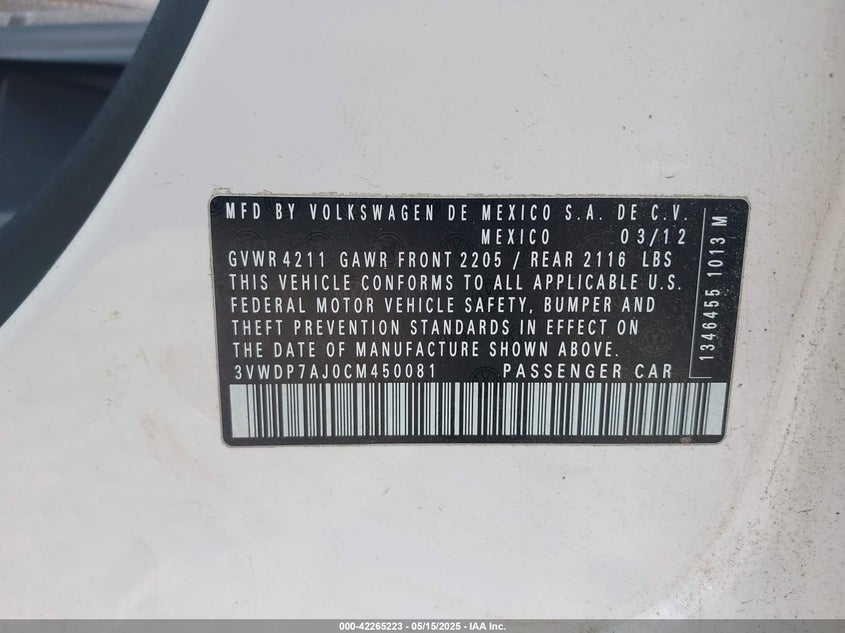 MFD BY VOLKSWAGEN DE MEXICO S.A. DE C.V.
MEXICO 03/12
GVWR 4211 GAWR FRONT 2205 / REAR 2116 LBS
THIS VEHICLE CONFORMS TO ALL APPLICABLE U.S.
FEDERAL MOTOR VEHICLE SAFETY, BUMPER AND
THEFT PREVENTION STANDARDS IN EFFECT ON
THE DATE OF MANUFACTURE SHOWN ABOVE.
3VWDP7AJ0CM450081 PASSENGER CAR
1346455 1013 M
000-42265223 - 05/15/2025 - IAA Inc.